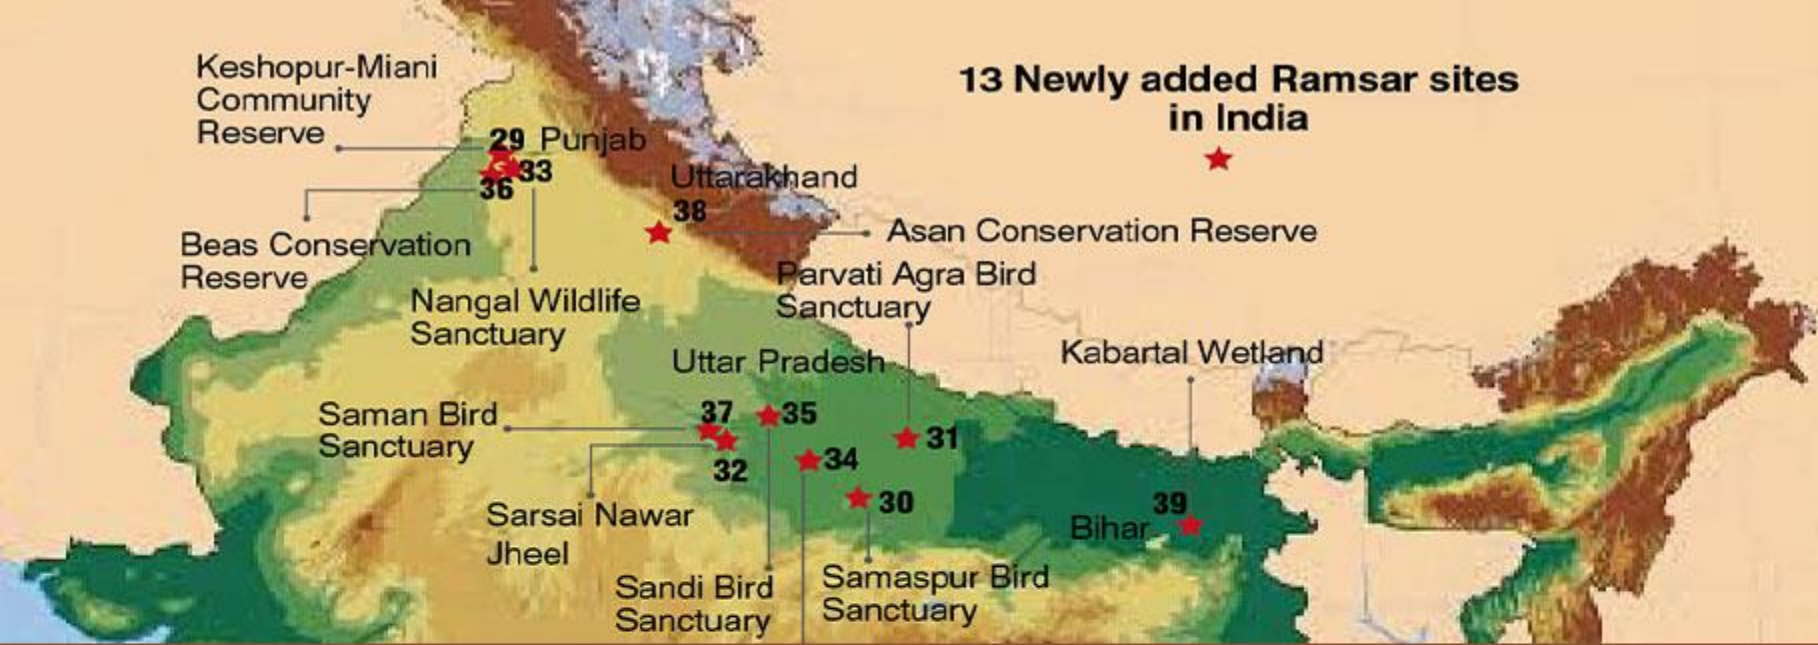 13 Newly added Ramsar sites
in India
Keshopur-Miani
Community
Reserve
29 Punjab
33
36
Uttarakhand
38
Beas Conservation
Reserve
Asan Conservation Reserve
Nangal Wildlife
Sanctuary
Parvati Agra Bird
Sanctuary
Uttar Pradesh
Kabartal Wetland
Saman Bird
Sanctuary
37
35
32
34
31
30
39
Bihar
Sarsai Nawar
Jheel
Sandi Bird
Sanctuary
Samaspur Bird
Sanctuary